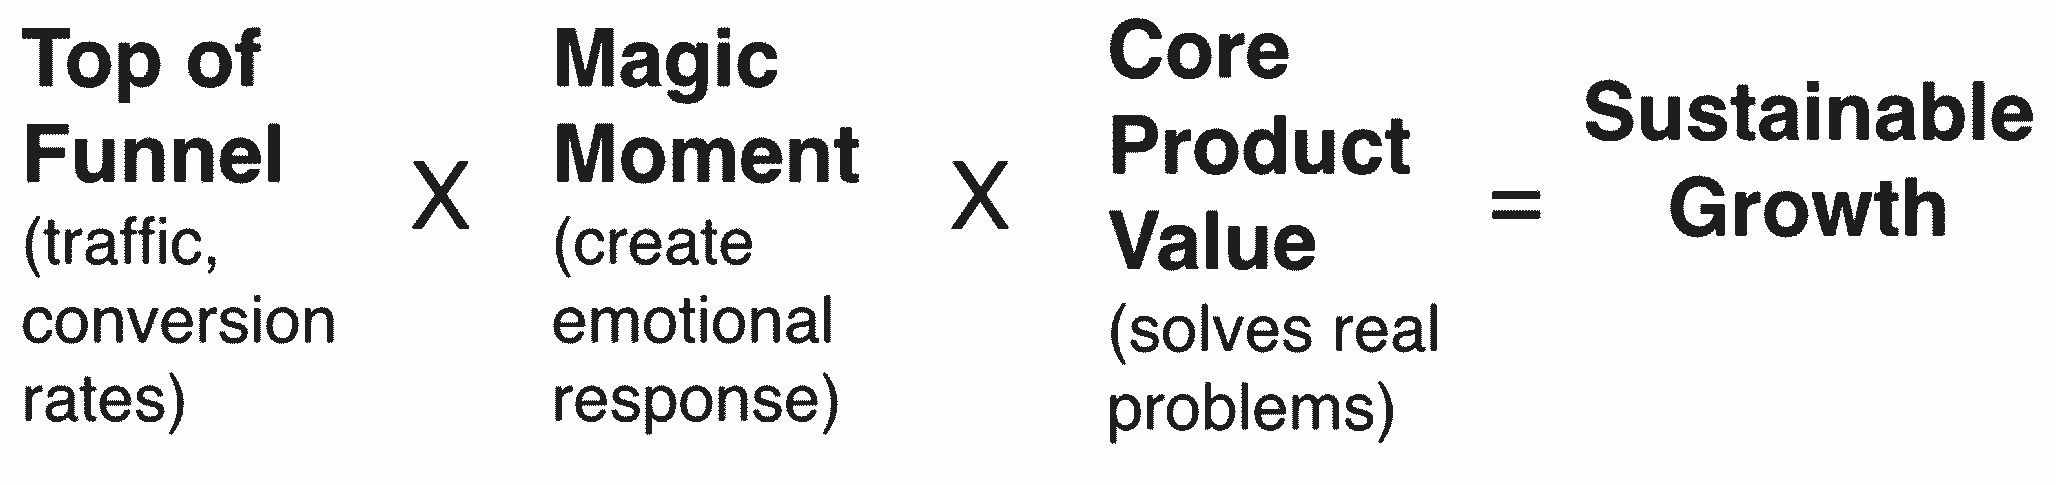 Top of
Funnel
(traffic,
conversion
rates)
X
Magic
Moment
(create
emotional
response)
X
Core
Product
Value
(solves real
problems)
=
Sustainable
Growth